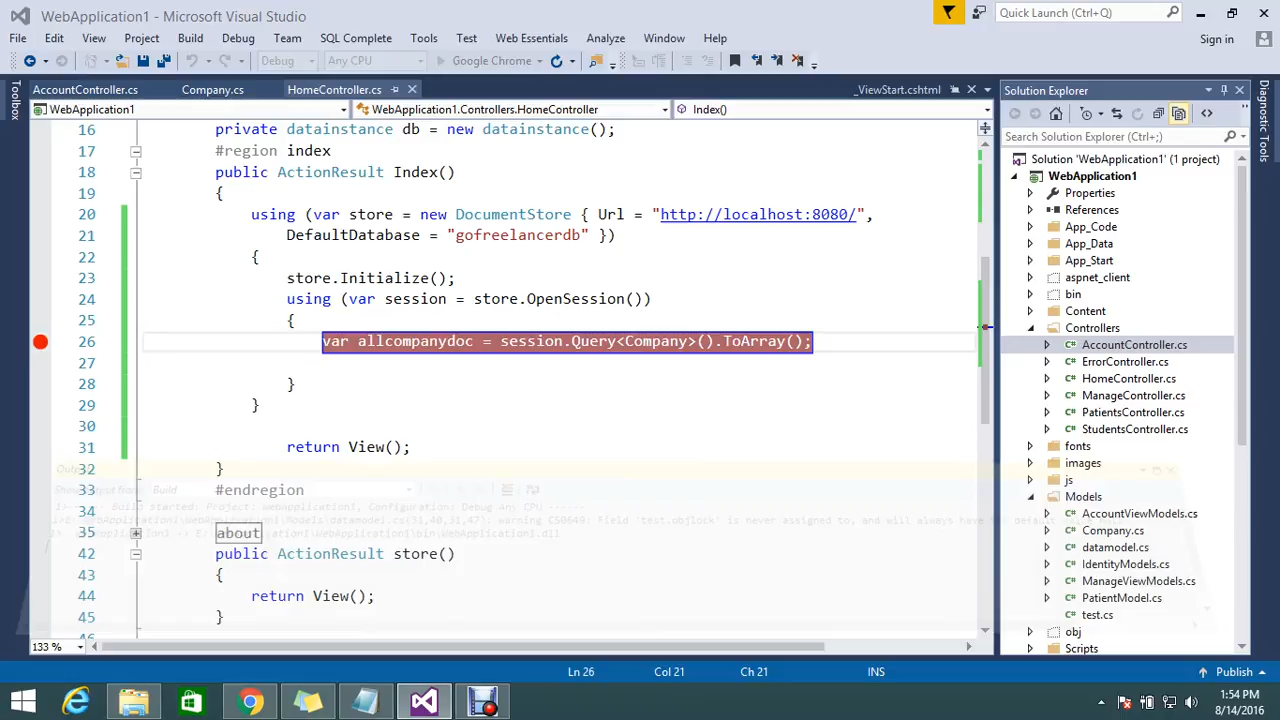 WebApplication1 - Microsoft Visual Studio
Quick Launch (Ctrl+Q)
File Edit View Project Build Debug Team SQL Complete Tools Test Web Essentials Analyze Window Help
Sign in
Debug Any CPU Google Chrome
Toolbox
AccountController.cs Company.cs HomeController.cs _ViewStart.cshtml
WebApplication1 WebApplication1.Controllers.HomeController Index()
16 private datainstance db = new datainstance();
17 #region index
18 public ActionResult Index()
19 {
20 using (var store = new DocumentStore { Url = "http://localhost:8080/",
21 DefaultDatabase = "gofreelancerdb" })
22 {
23 store.Initialize();
24 using (var session = store.OpenSession())
25 {
26 var allcompanydoc = session.Query<Company>().ToArray();
27
28 }
29 }
30
31 return View();
32 }
33 #endregion
34
35 about
42 public ActionResult store()
43 {
44 return View();
45 }
46
133 %
Solution Explorer
Search Solution Explorer (Ctrl+;)
Solution 'WebApplication1' (1 project)
WebApplication1
Properties
References
App_Code
App_Data
App_Start
aspnet_client
bin
Content
Controllers
AccountController.cs
ErrorController.cs
HomeController.cs
ManageController.cs
PatientsController.cs
StudentsController.cs
fonts
images
js
Models
AccountViewModels.cs
Company.cs
datamodel.cs
IdentityModels.cs
ManageViewModels.cs
PatientModel.cs
test.cs
obj
Scripts
Diagnostic Tools
Ln 26 Col 21 Ch 21 INS Publish
1:54 PM
8/14/2016